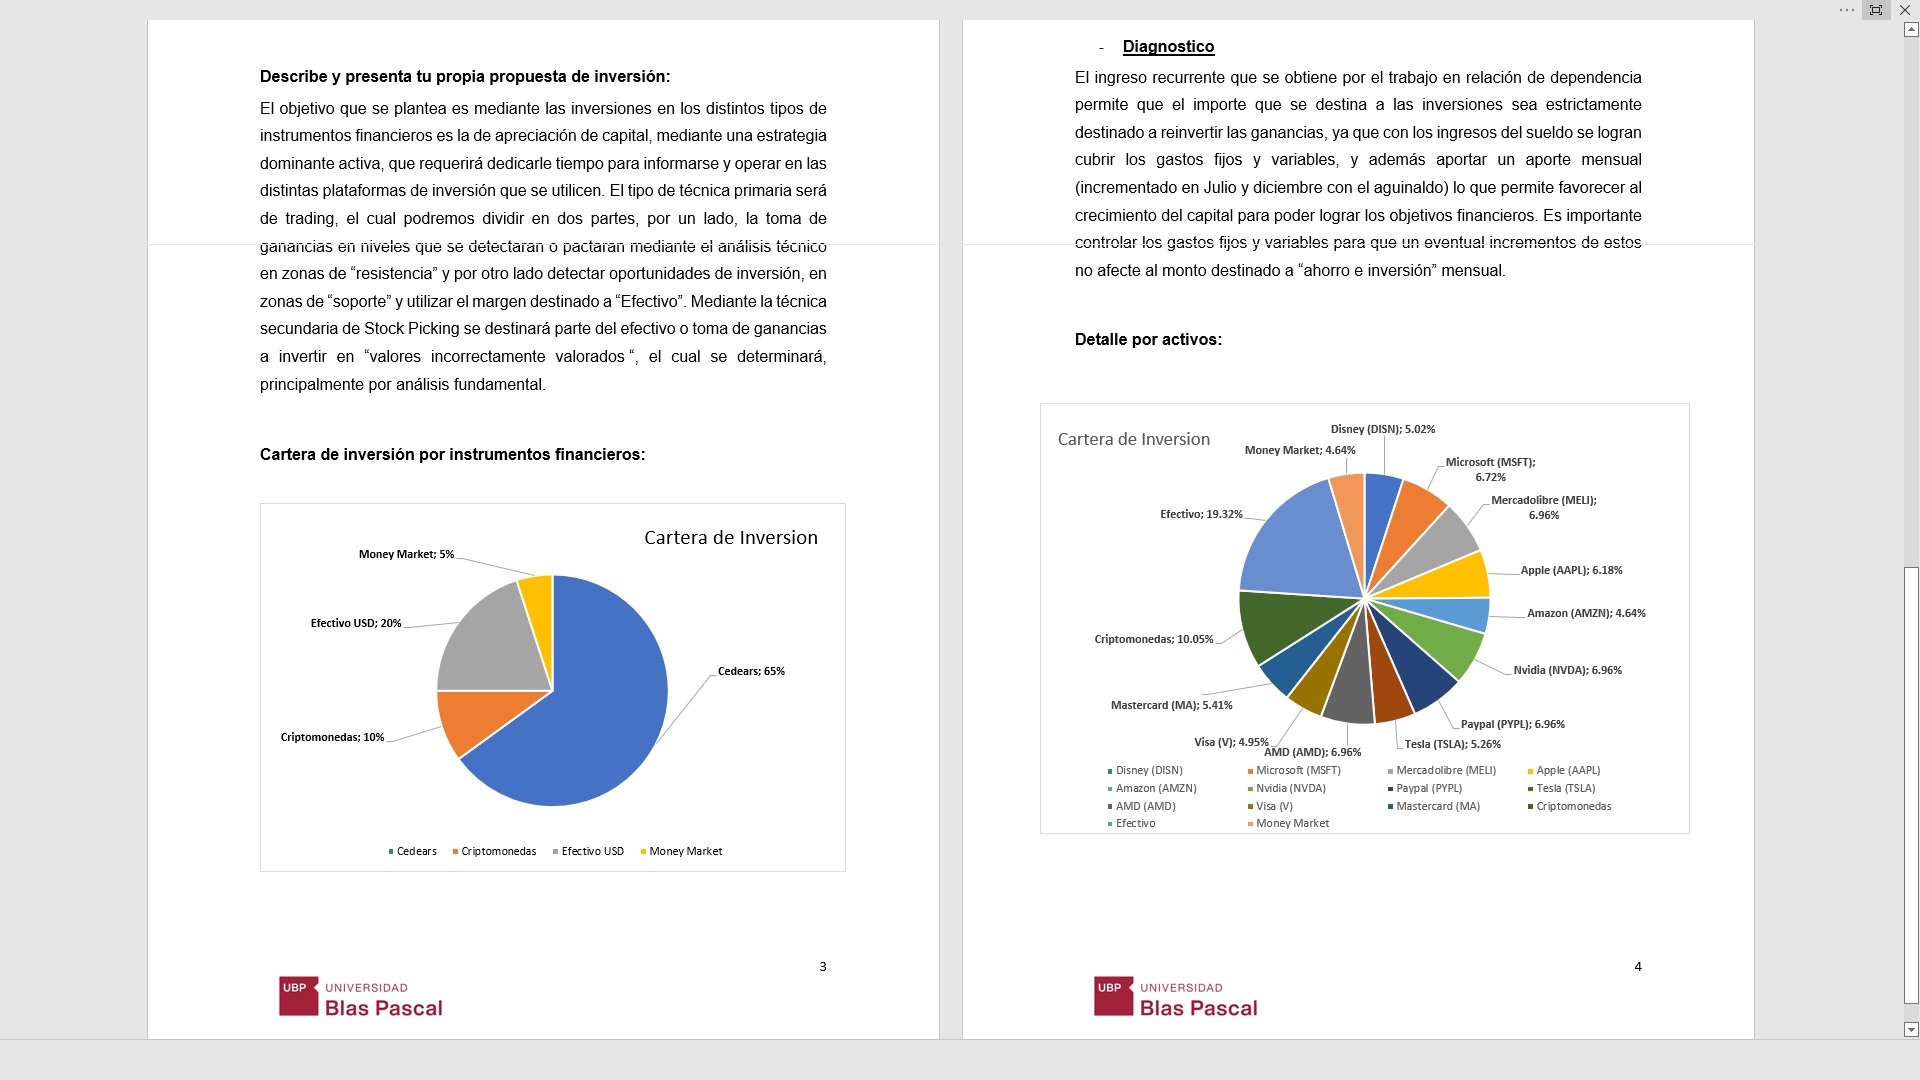 Describe y presenta tu propia propuesta de inversión:
El objetivo que se plantea es mediante las inversiones en los distintos tipos de
instrumentos financieros es la de apreciación de capital, mediante una estrategia
dominante activa, que requerirá dedicarle tiempo para informarse y operar en las
distintas plataformas de inversión que se utilicen. El tipo de técnica primaria será
de trading, el cual podremos dividir en dos partes, por un lado, la toma de
ganancias en niveles que se detectaran o pactaran mediante el análisis técnico
en zonas de “resistencia” y por otro lado detectar oportunidades de inversión, en
zonas de “soporte” y utilizar el margen destinado a “Efectivo”. Mediante la técnica
secundaria de Stock Picking se destinará parte del efectivo o toma de ganancias
a invertir en “valores incorrectamente valorados “, el cual se determinará,
principalmente por análisis fundamental.
Cartera de inversión por instrumentos financieros:
Cartera de Inversion
Money Market; 5%
Efectivo USD; 20%
Cedears; 65%
Criptomonedas; 10%
Cedears Criptomonedas Efectivo USD Money Market
3
UBP UNIVERSIDAD
Blas Pascal
- Diagnostico
El ingreso recurrente que se obtiene por el trabajo en relación de dependencia
permite que el importe que se destina a las inversiones sea estrictamente
destinado a reinvertir las ganancias, ya que con los ingresos del sueldo se logran
cubrir los gastos fijos y variables, y además aportar un aporte mensual
(incrementado en Julio y diciembre con el aguinaldo) lo que permite favorecer al
crecimiento del capital para poder lograr los objetivos financieros. Es importante
controlar los gastos fijos y variables para que un eventual incrementos de estos
no afecte al monto destinado a “ahorro e inversión” mensual.
Detalle por activos:
Cartera de Inversion
Disney (DISN); 5.02%
Money Market; 4.64%
Microsoft (MSFT);
6.72%
Mercadolibre (MELI);
6.96%
Efectivo; 19.32%
Apple (AAPL); 6.18%
Amazon (AMZN); 4.64%
Criptomonedas; 10.05%
Nvidia (NVDA); 6.96%
Mastercard (MA); 5.41%
Paypal (PYPL); 6.96%
Visa (V); 4.95%
Tesla (TSLA); 5.26%
AMD (AMD); 6.96%
Disney (DISN) Microsoft (MSFT) Mercadolibre (MELI) Apple (AAPL)
Amazon (AMZN) Nvidia (NVDA) Paypal (PYPL) Tesla (TSLA)
AMD (AMD) Visa (V) Mastercard (MA) Criptomonedas
Efectivo Money Market
4
UBP UNIVERSIDAD
Blas Pascal